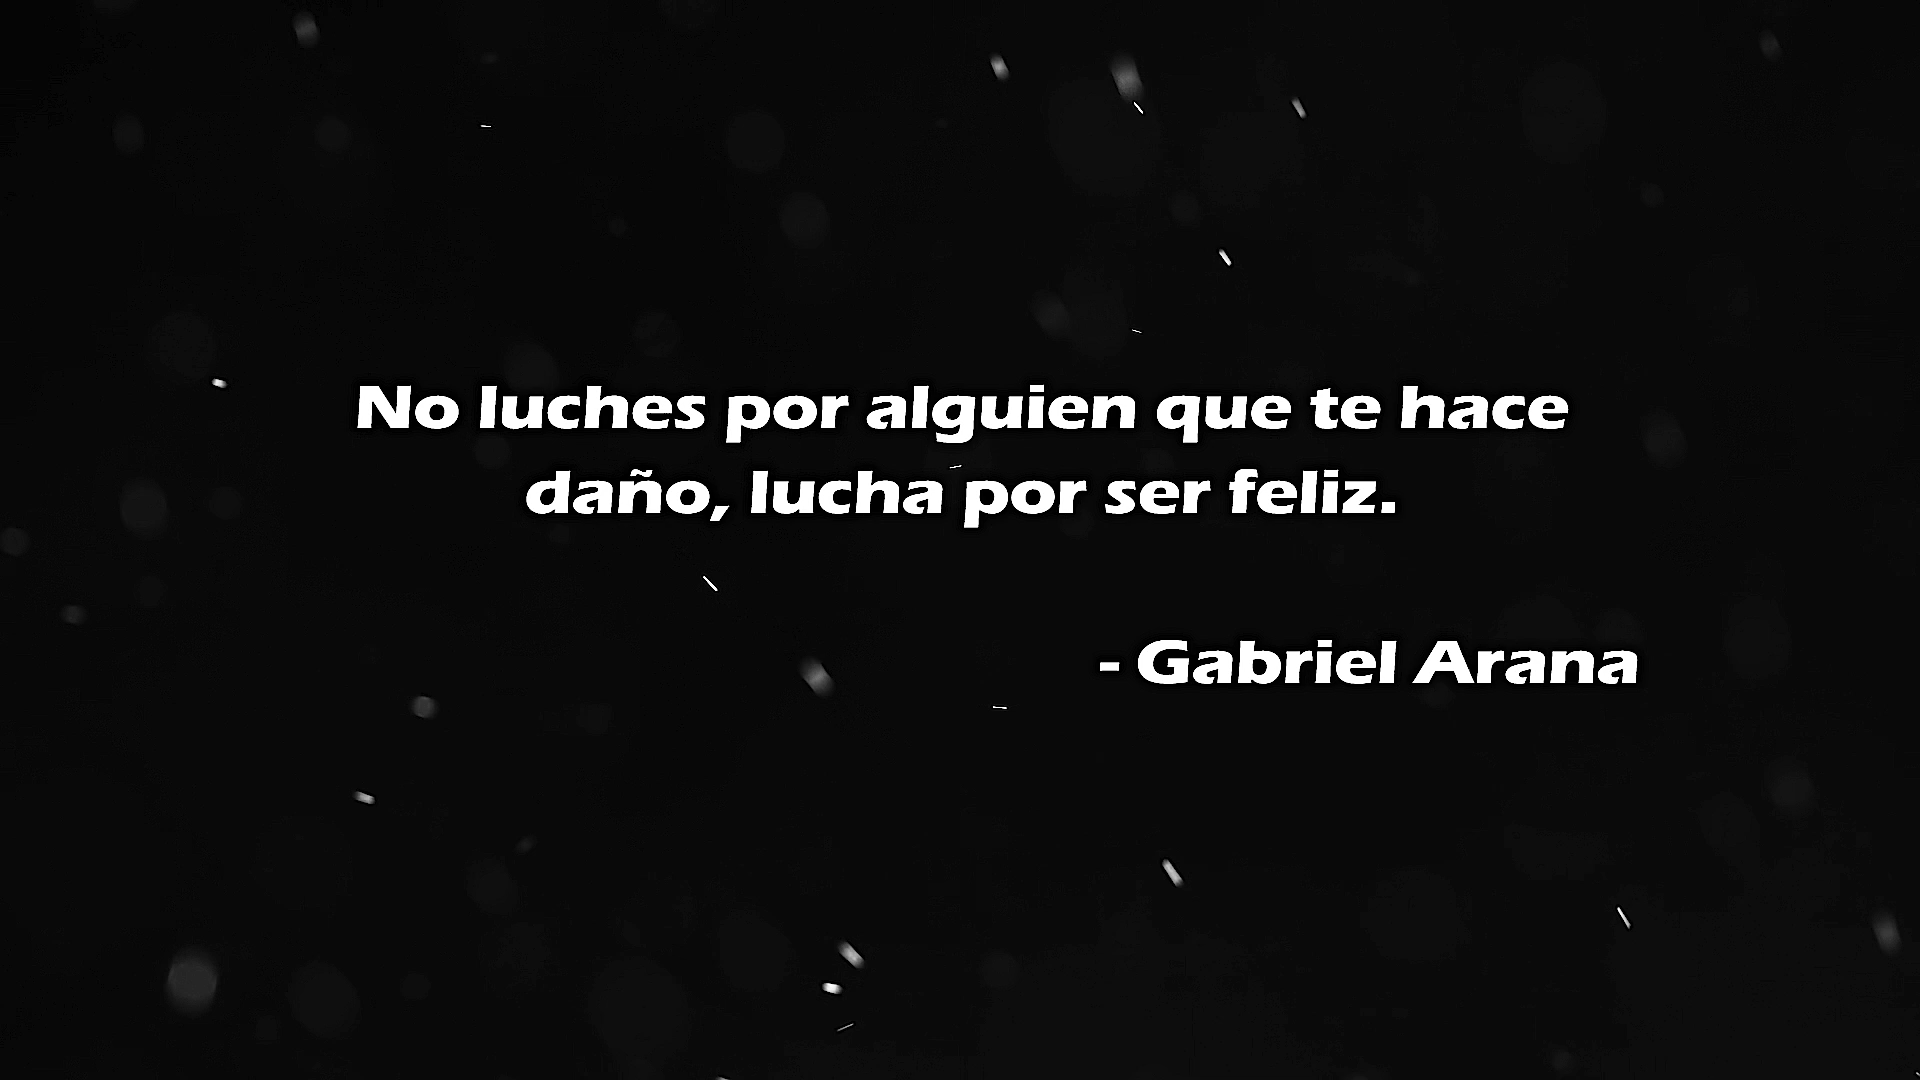 No luches por alguien que te hace
daño, lucha por ser feliz.
- Gabriel Arana